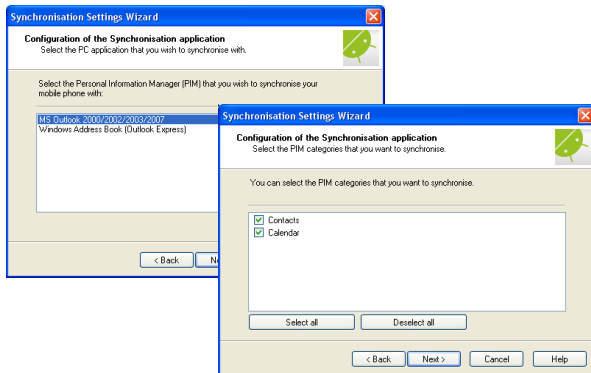 Synchronisation Settings Wizard
Configuration of the Synchronisation application
Select the PC application that you wish to synchronise with.
Select the Personal Information Manager (PIM) that you wish to synchronise your
mobile phone with:
MS Outlook 2000/2002/2003/2007
Windows Address Book (Outlook Express)
< Back
Synchronisation Settings Wizard
Configuration of the Synchronisation application
Select the PIM categories that you want to synchronise.
You can select the PIM categories that you want to synchronise.
Contacts
Calendar
Select all Deselect all
< Back Next > Cancel Help